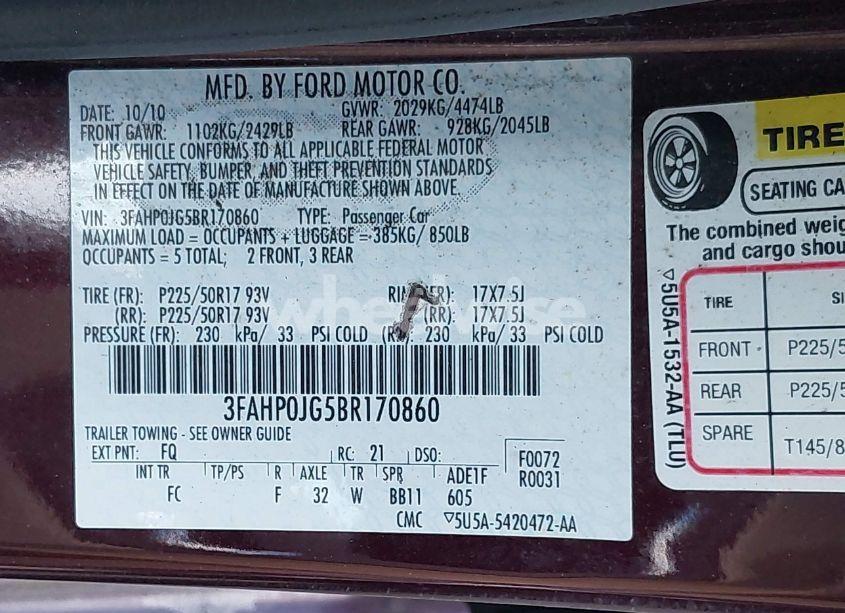 MFD. BY FORD MOTOR CO.
DATE: 10/10 GVWR: 2029KG/4474LB
FRONT GAWR: 1102KG/2429LB REAR GAWR: 928KG/2045LB
THIS VEHICLE CONFORMS TO ALL APPLICABLE FEDERAL MOTOR
VEHICLE SAFETY, BUMPER, AND THEFT PREVENTION STANDARDS
IN EFFECT ON THE DATE OF MANUFACTURE SHOWN ABOVE.
VIN: 3FAHP0JG5BR170860 TYPE: Passenger Car
MAXIMUM LOAD = OCCUPANTS + LUGGAGE = 385KG/ 850LB
OCCUPANTS = 5 TOTAL; 2 FRONT, 3 REAR
TIRE (FR): P225/50R17 93V 17X7.5J
(RR): P225/50R17 93V (RR): 17X7.5J
PRESSURE (FR): 230 kPa/ 33 PSI COLD 230 kPa/ 33 PSI COLD
wheelwise
3FAHP0JG5BR170860
TRAILER TOWING - SEE OWNER GUIDE
EXT PNT: FQ RC: 21 DSO: F0072
R0031
INT TR TP/PS R AXLE TR SPR ADE1F
FC F 32 W BB11 605
CMC ▽5U5A-5420472-AA
TIRE
SEATING CA
The combined weig
and cargo shou
TIRE SI
FRONT P225/5
REAR P225/5
SPARE T145/8
▽5U5A-1532-AA (TLU)